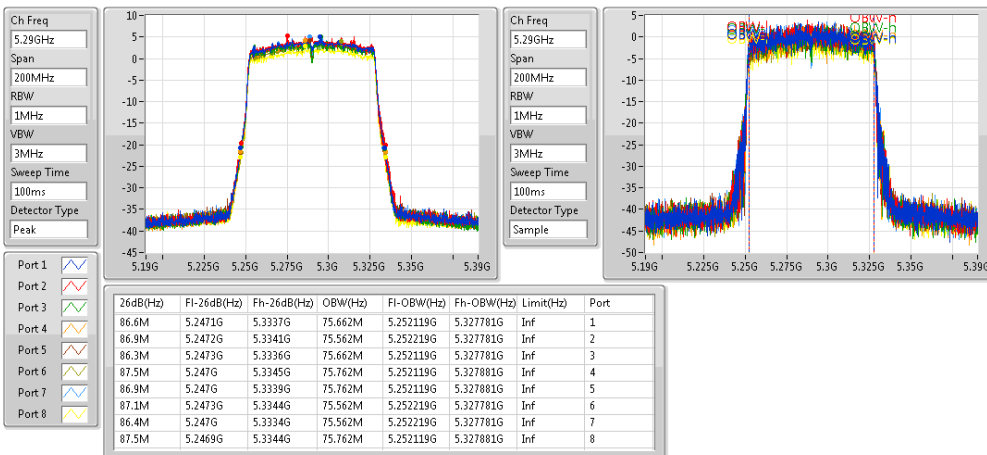 Ch Freq
5.29GHz
Span
200MHz
RBW
1MHz
VBW
3MHz
Sweep Time
100ms
Detector Type
Peak
10-
5-
0-
-5-
-10-
-15-
-20-
-25-
-30-
-35-
-40-
-45-
5.19G 5.225G 5.25G 5.275G 5.3G 5.325G 5.35G 5.39G
Ch Freq
5.29GHz
Span
200MHz
RBW
1MHz
VBW
3MHz
Sweep Time
100ms
Detector Type
Sample
5-
0-
-5-
-10-
-15-
-20-
-25-
-30-
-35-
-40-
-45-
-50-
5.19G 5.225G 5.25G 5.275G 5.3G 5.325G 5.35G 5.39G
Port 1
Port 2
Port 3
Port 4
Port 5
Port 6
Port 7
Port 8
26dB(Hz) Fl-26dB(Hz) Fh-26dB(Hz) OBW(Hz) Fl-OBW(Hz) Fh-OBW(Hz) Limit(Hz) Port
86.6M 5.2471G 5.3337G 75.662M 5.252119G 5.327781G Inf 1
86.9M 5.2472G 5.3341G 75.562M 5.252219G 5.327781G Inf 2
86.3M 5.2473G 5.3336G 75.662M 5.252119G 5.327781G Inf 3
87.5M 5.247G 5.3345G 75.762M 5.252119G 5.327881G Inf 4
86.9M 5.247G 5.3339G 75.762M 5.252119G 5.327881G Inf 5
87.1M 5.2473G 5.3344G 75.562M 5.252219G 5.327781G Inf 6
86.4M 5.247G 5.3334G 75.562M 5.252219G 5.327781G Inf 7
87.5M 5.2469G 5.3344G 75.762M 5.252119G 5.327881G Inf 8